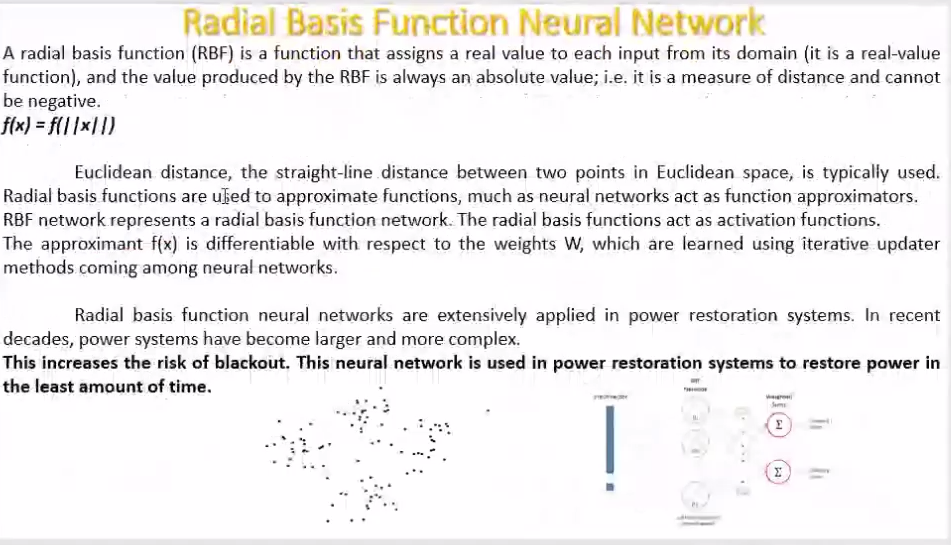 Radial Basis Function Neural Network
A radial basis function (RBF) is a function that assigns a real value to each input from its domain (it is a real-value
function), and the value produced by the RBF is always an absolute value; i.e. it is a measure of distance and cannot
be negative.
f(x) = f(||x||)
Euclidean distance, the straight-line distance between two points in Euclidean space, is typically used.
Radial basis functions are used to approximate functions, much as neural networks act as function approximators.
RBF network represents a radial basis function network. The radial basis functions act as activation functions.
The approximant f(x) is differentiable with respect to the weights W, which are learned using iterative updater
methods coming among neural networks.
Radial basis function neural networks are extensively applied in power restoration systems. In recent
decades, power systems have become larger and more complex.
This increases the risk of blackout. This neural network is used in power restoration systems to restore power in
the least amount of time.
Σ
Σ